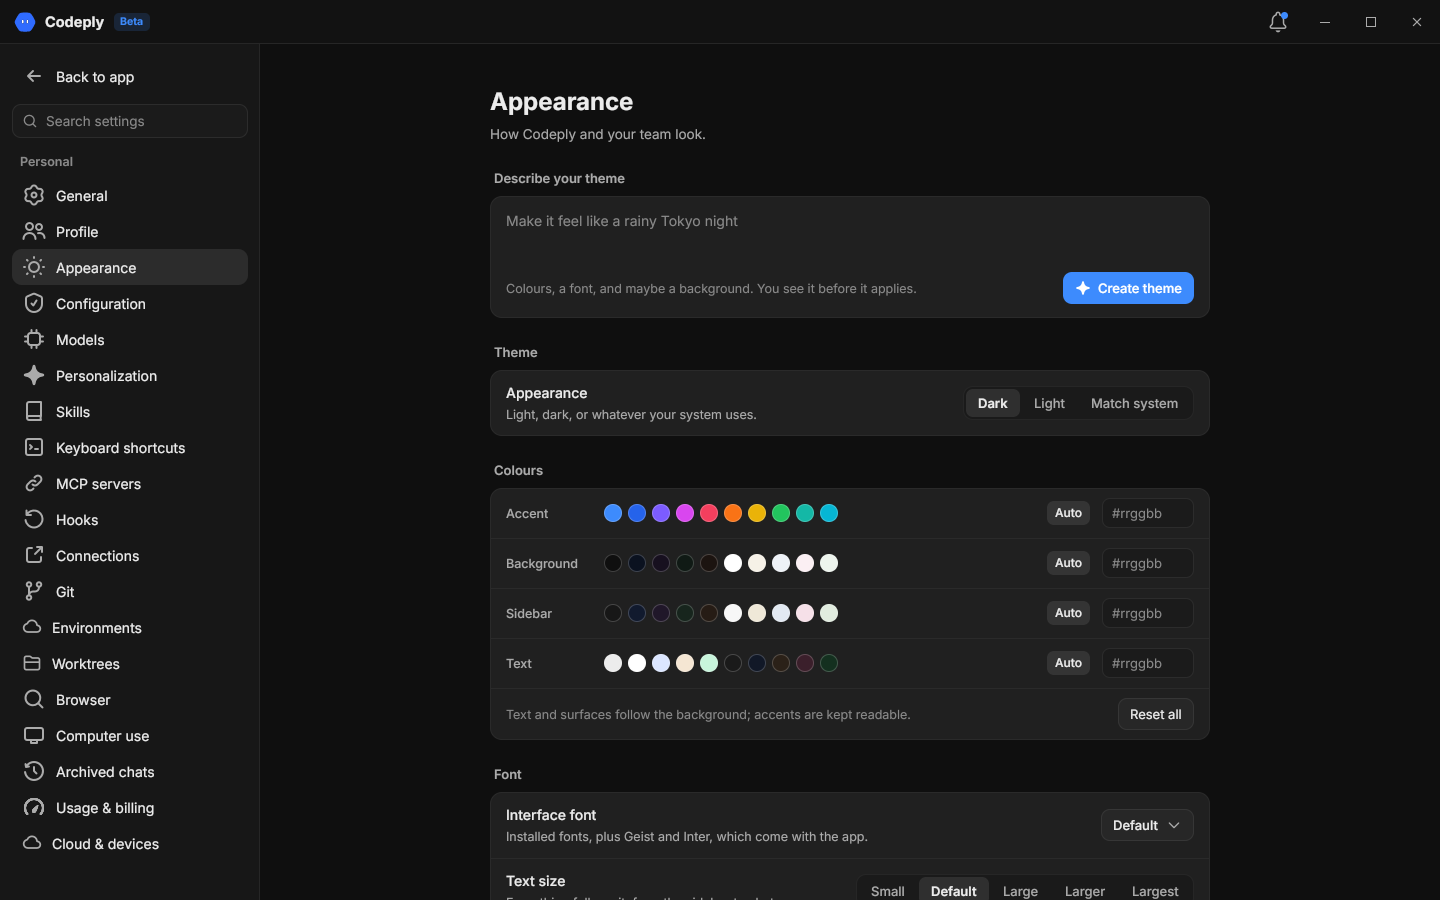 Codeply Beta
Back to app
Search settings
Personal
General
Profile
Appearance
Configuration
Models
Personalization
Skills
Keyboard shortcuts
MCP servers
Hooks
Connections
Git
Environments
Worktrees
Browser
Computer use
Archived chats
Usage & billing
Cloud & devices
Appearance
How Codeply and your team look.
Describe your theme
Make it feel like a rainy Tokyo night
Colours, a font, and maybe a background. You see it before it applies.
Create theme
Theme
Appearance
Light, dark, or whatever your system uses.
Dark Light Match system
Colours
Accent Auto #rrggbb
Background Auto #rrggbb
Sidebar Auto #rrggbb
Text Auto #rrggbb
Text and surfaces follow the background; accents are kept readable.
Reset all
Font
Interface font
Installed fonts, plus Geist and Inter, which come with the app.
Default
Text size
Small Default Large Larger Largest